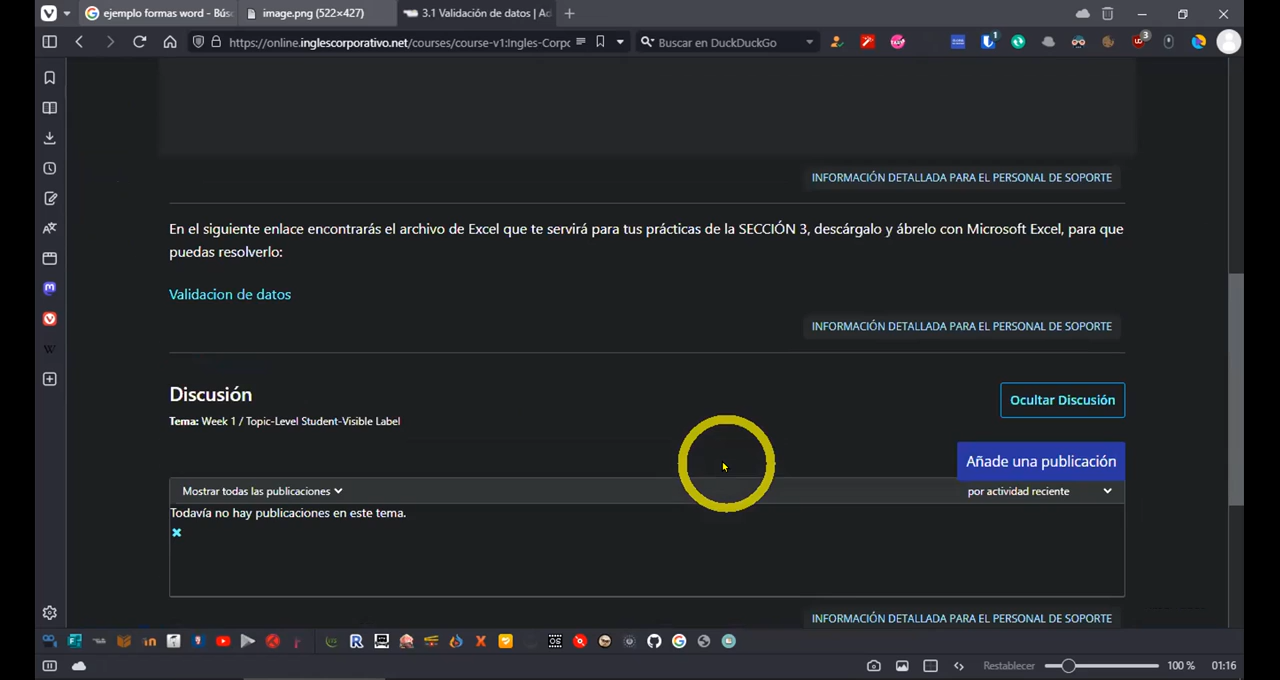 ejemplo formas word - Bús
image.png (522×427)
3.1 Validación de datos | Ad
https://online.inglescorporativo.net/courses/course-v1:Ingles-Corpo
Buscar en DuckDuckGo
1
3
INFORMACIÓN DETALLADA PARA EL PERSONAL DE SOPORTE
En el siguiente enlace encontrarás el archivo de Excel que te servirá para tus prácticas de la SECCIÓN 3, descárgalo y ábrelo con Microsoft Excel, para que
puedas resolverlo:
Validacion de datos
INFORMACIÓN DETALLADA PARA EL PERSONAL DE SOPORTE
Discusión
Ocultar Discusión
Tema: Week 1 / Topic-Level Student-Visible Label
Añade una publicación
Mostrar todas las publicaciones
por actividad reciente
Todavía no hay publicaciones en este tema.
INFORMACIÓN DETALLADA PARA EL PERSONAL DE SOPORTE
Restablecer
100 %
01:16